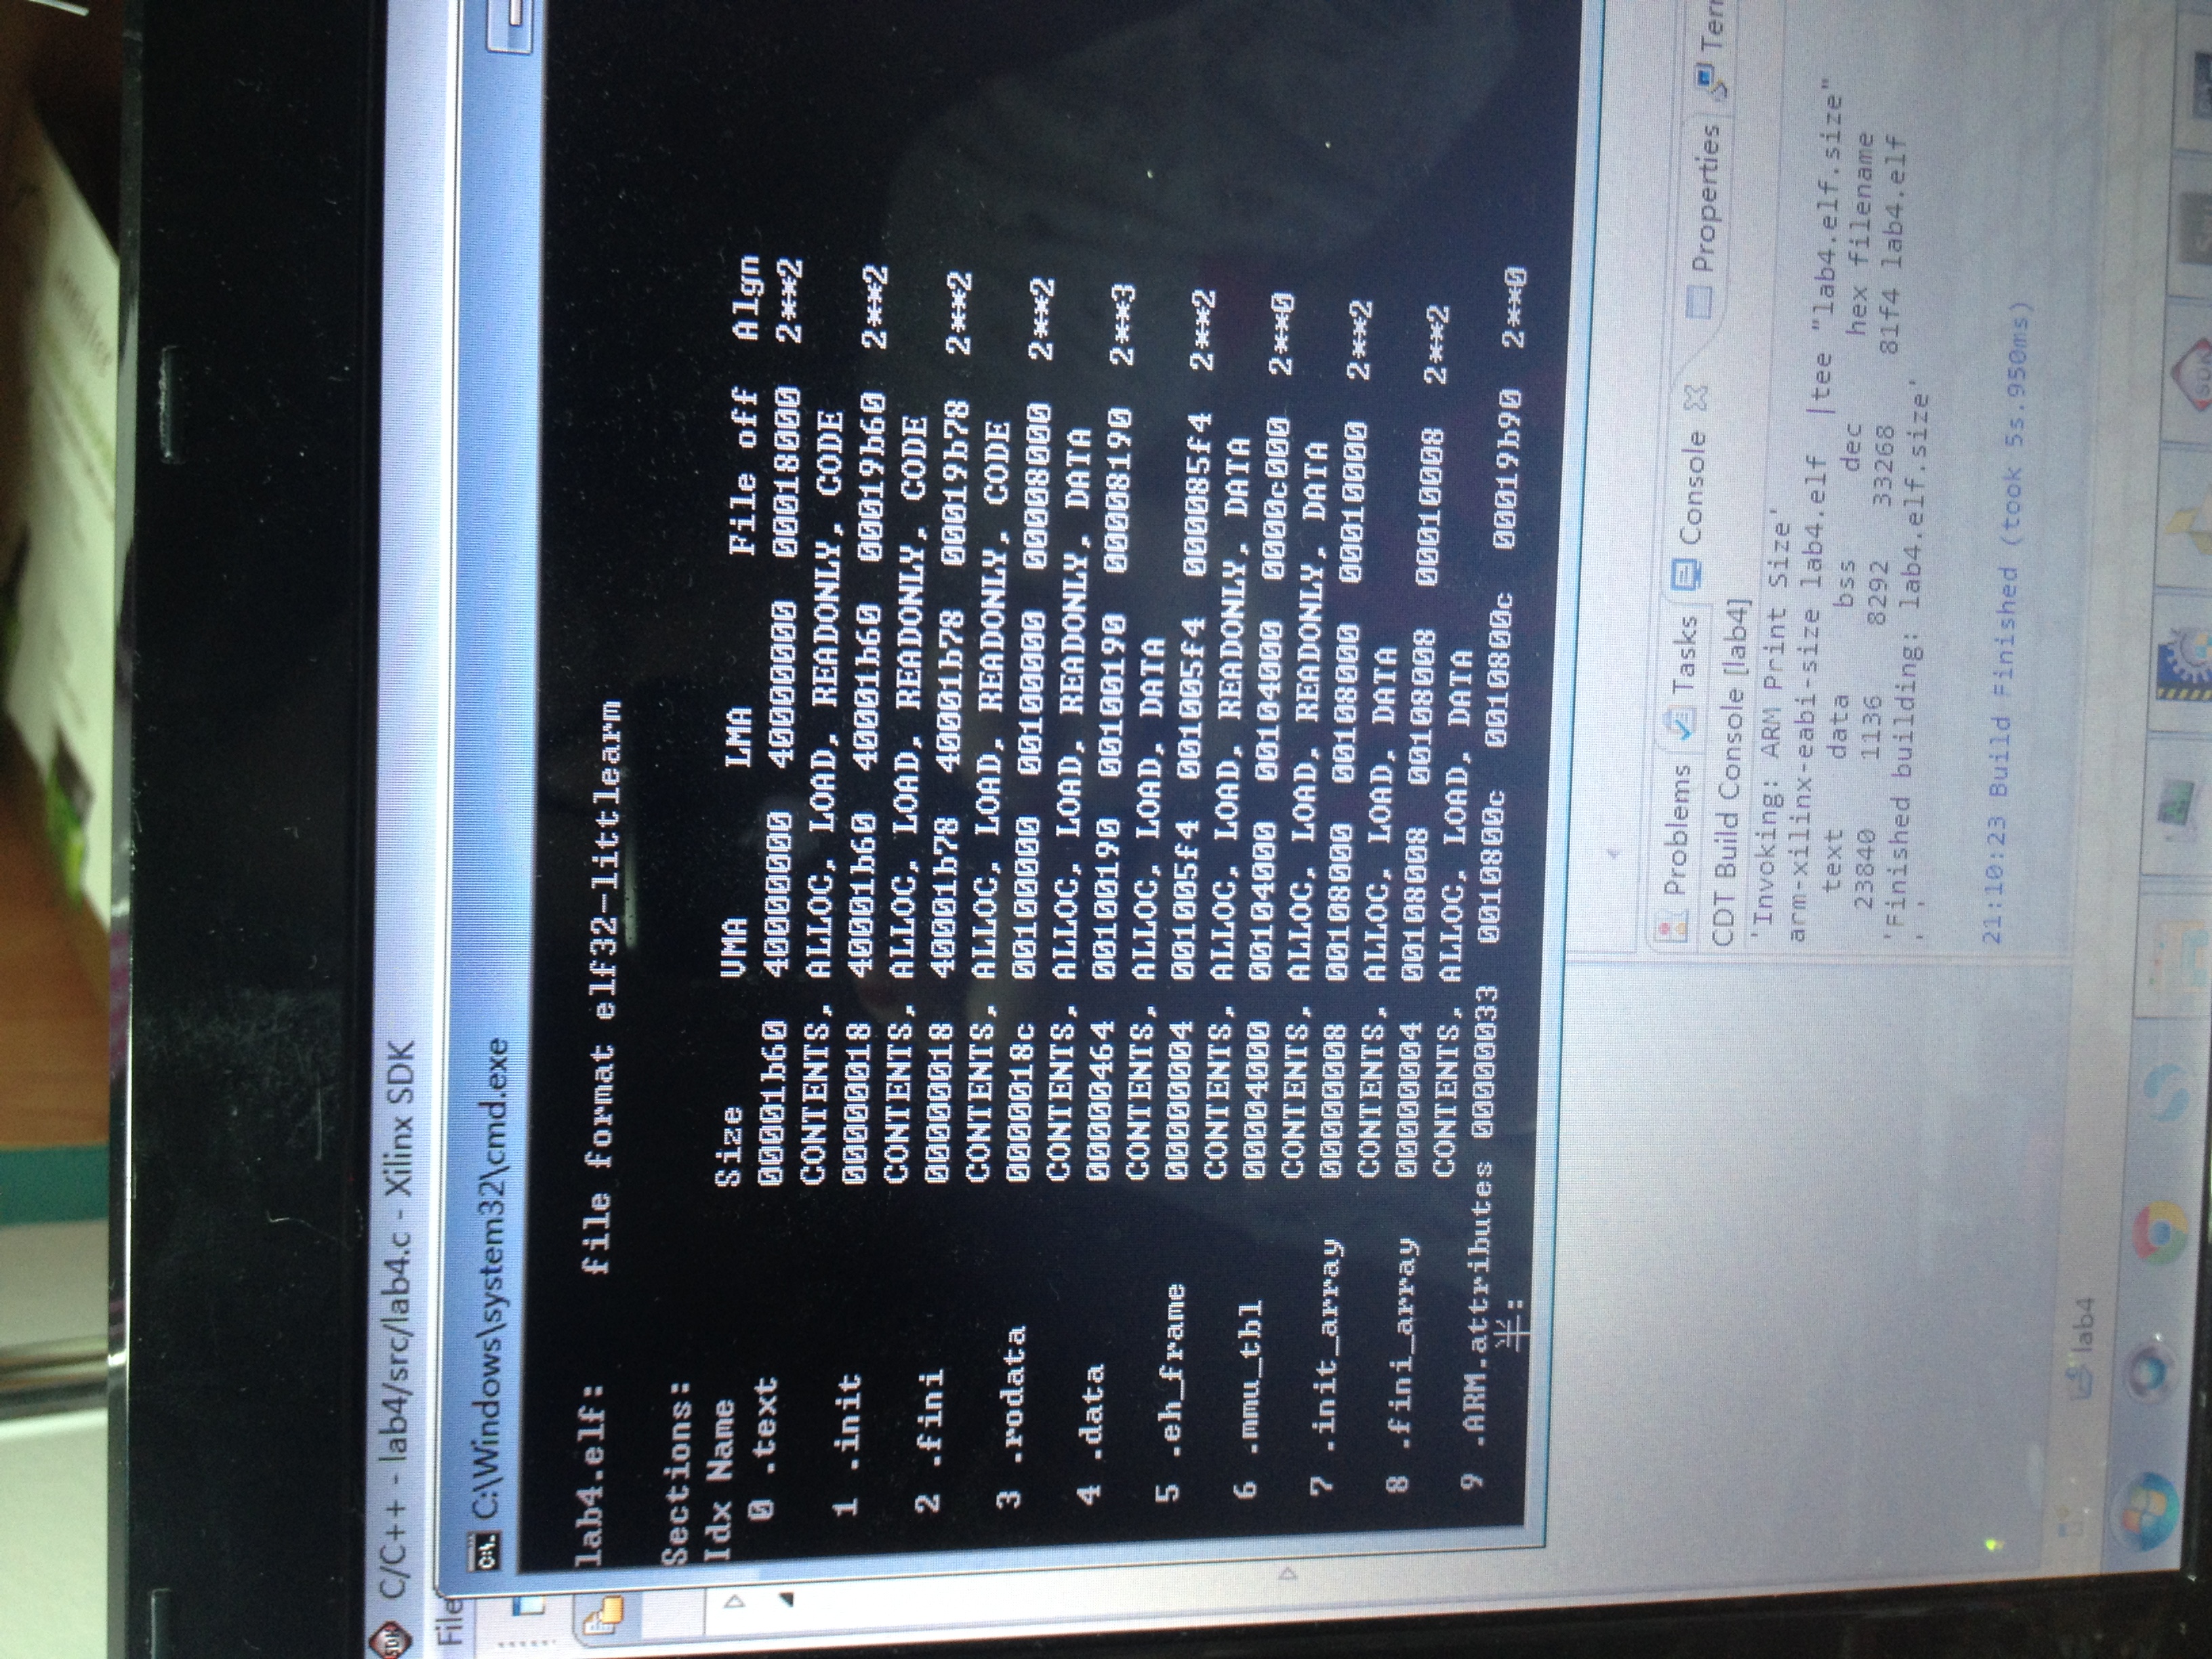 C/C++ - lab4/src/lab4.c - Xilinx SDK
File
C:\Windows\system32\cmd.exe
lab4.elf:     file format elf32-littlearm
Sections:
Idx Name          Size      VMA       LMA       File off  Algn
  0 .text         00001b60  40000000  40000000  00018000  2**2
                  CONTENTS, ALLOC, LOAD, READONLY, CODE
  1 .init         00000018  40001b60  40001b60  00019b60  2**2
                  CONTENTS, ALLOC, LOAD, READONLY, CODE
  2 .fini         00000018  40001b78  40001b78  00019b78  2**2
                  CONTENTS, ALLOC, LOAD, READONLY, CODE
  3 .rodata       0000018c  00100000  00100000  00008000  2**2
                  CONTENTS, ALLOC, LOAD, READONLY, DATA
  4 .data         00000464  00100190  00100190  00008190  2**3
                  CONTENTS, ALLOC, LOAD, DATA
  5 .eh_frame     00000004  001005f4  001005f4  000085f4  2**2
                  CONTENTS, ALLOC, LOAD, READONLY, DATA
  6 .mmu_tbl      00004000  00104000  00104000  0000c000  2**0
                  CONTENTS, ALLOC, LOAD, READONLY, DATA
  7 .init_array   00000008  00108000  00108000  00010000  2**2
                  CONTENTS, ALLOC, LOAD, DATA
  8 .fini_array   00000004  00108008  00108008  00010008  2**2
                  CONTENTS, ALLOC, LOAD, DATA
  9 .ARM.attributes 00000033  0010800c  0010800c  00019b90  2**0
半:
Problems Tasks Console Properties
CDT Build Console [lab4]
'Invoking: ARM Print Size'
arm-xilinx-eabi-size lab4.elf  |tee "lab4.elf.size"
   text    data     bss     dec     hex filename
  23840    1136    8292   33268    81f4 lab4.elf
'Finished building: lab4.elf.size'
' '
21:10:23 Build Finished (took 5s.950ms)
lab4
SDK